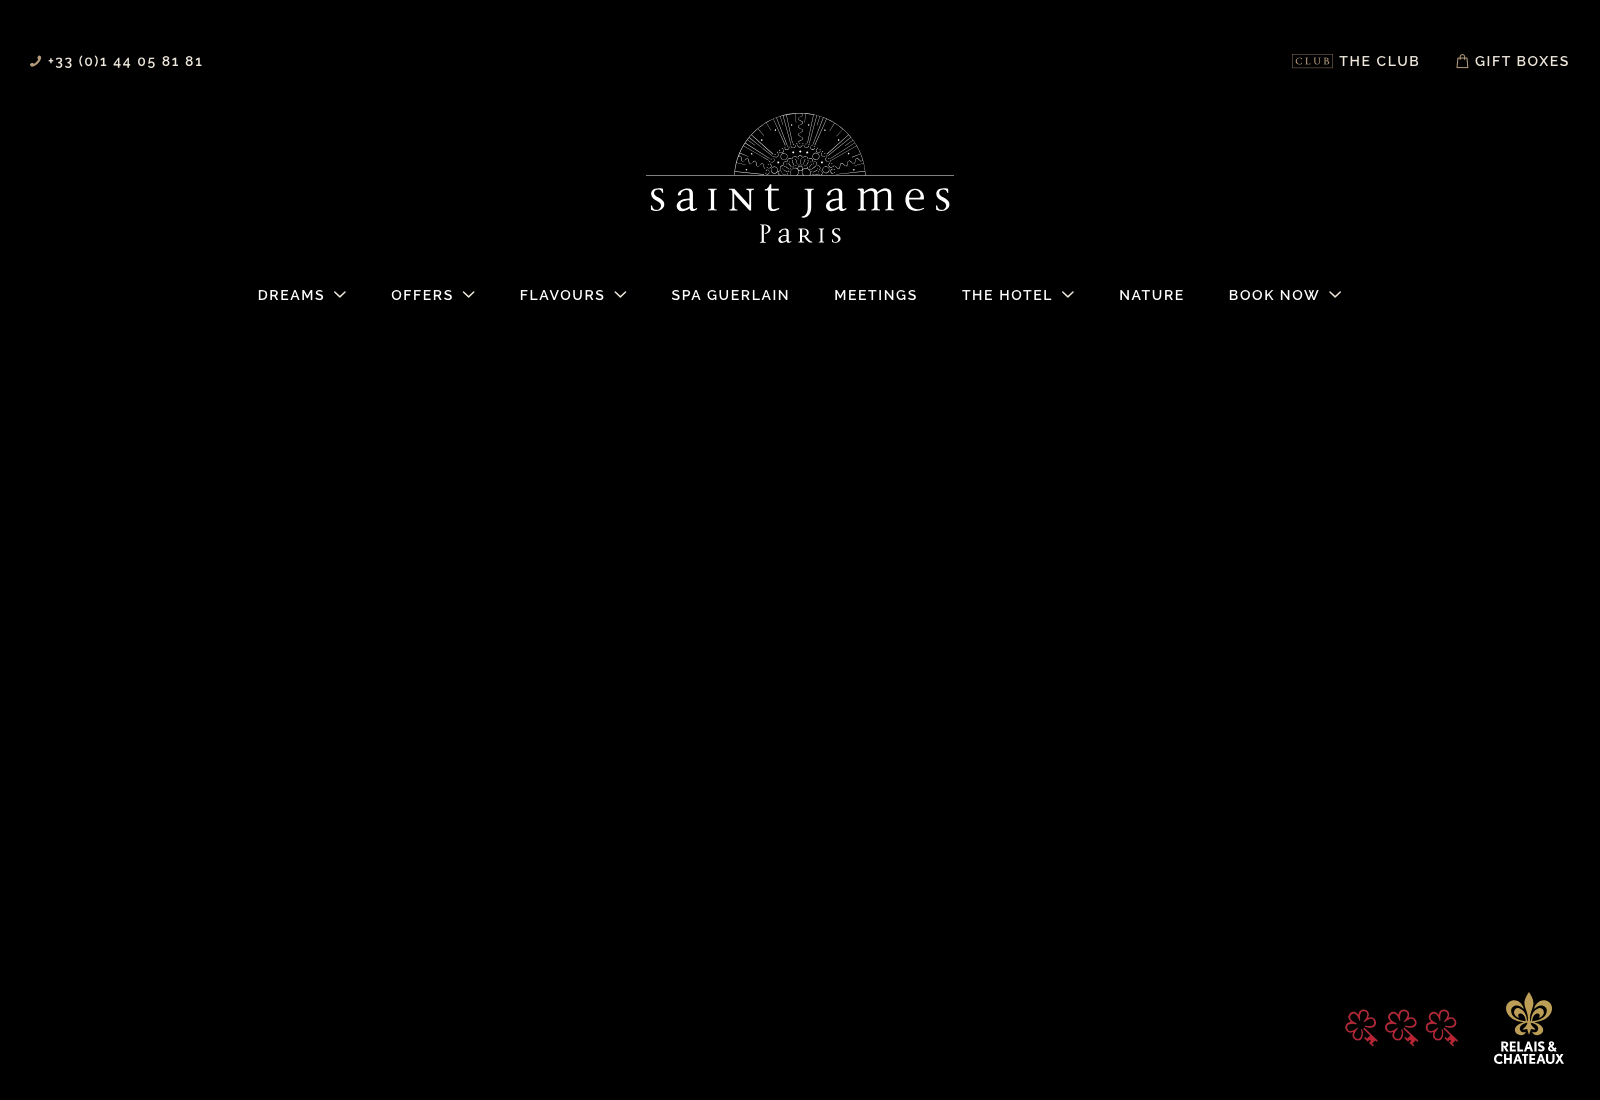 +33 (0)1 44 05 81 81
CLUB THE CLUB
GIFT BOXES
saint James
Paris
DREAMS
OFFERS
FLAVOURS
SPA GUERLAIN
MEETINGS
THE HOTEL
NATURE
BOOK NOW
RELAIS &
CHATEAUX